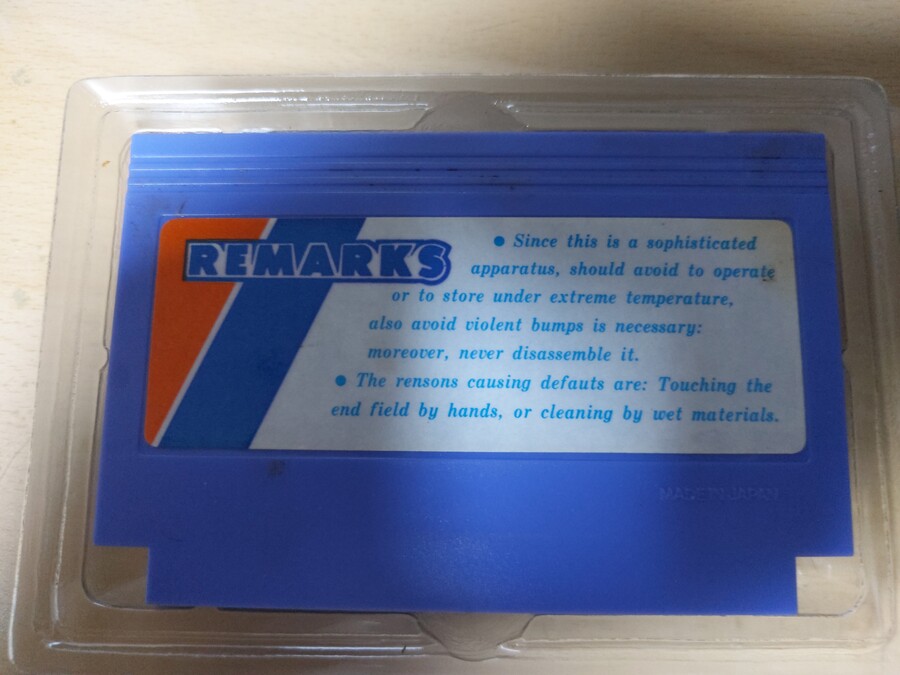 REMARKS
● Since this is a sophisticated
apparatus, should avoid to operate
or to store under extreme temperature,
also avoid violent bumps is necessary:
moreover, never disassemble it.
● The rensons causing defauts are: Touching the
end field by hands, or cleaning by wet materials.
MADE IN JAPAN